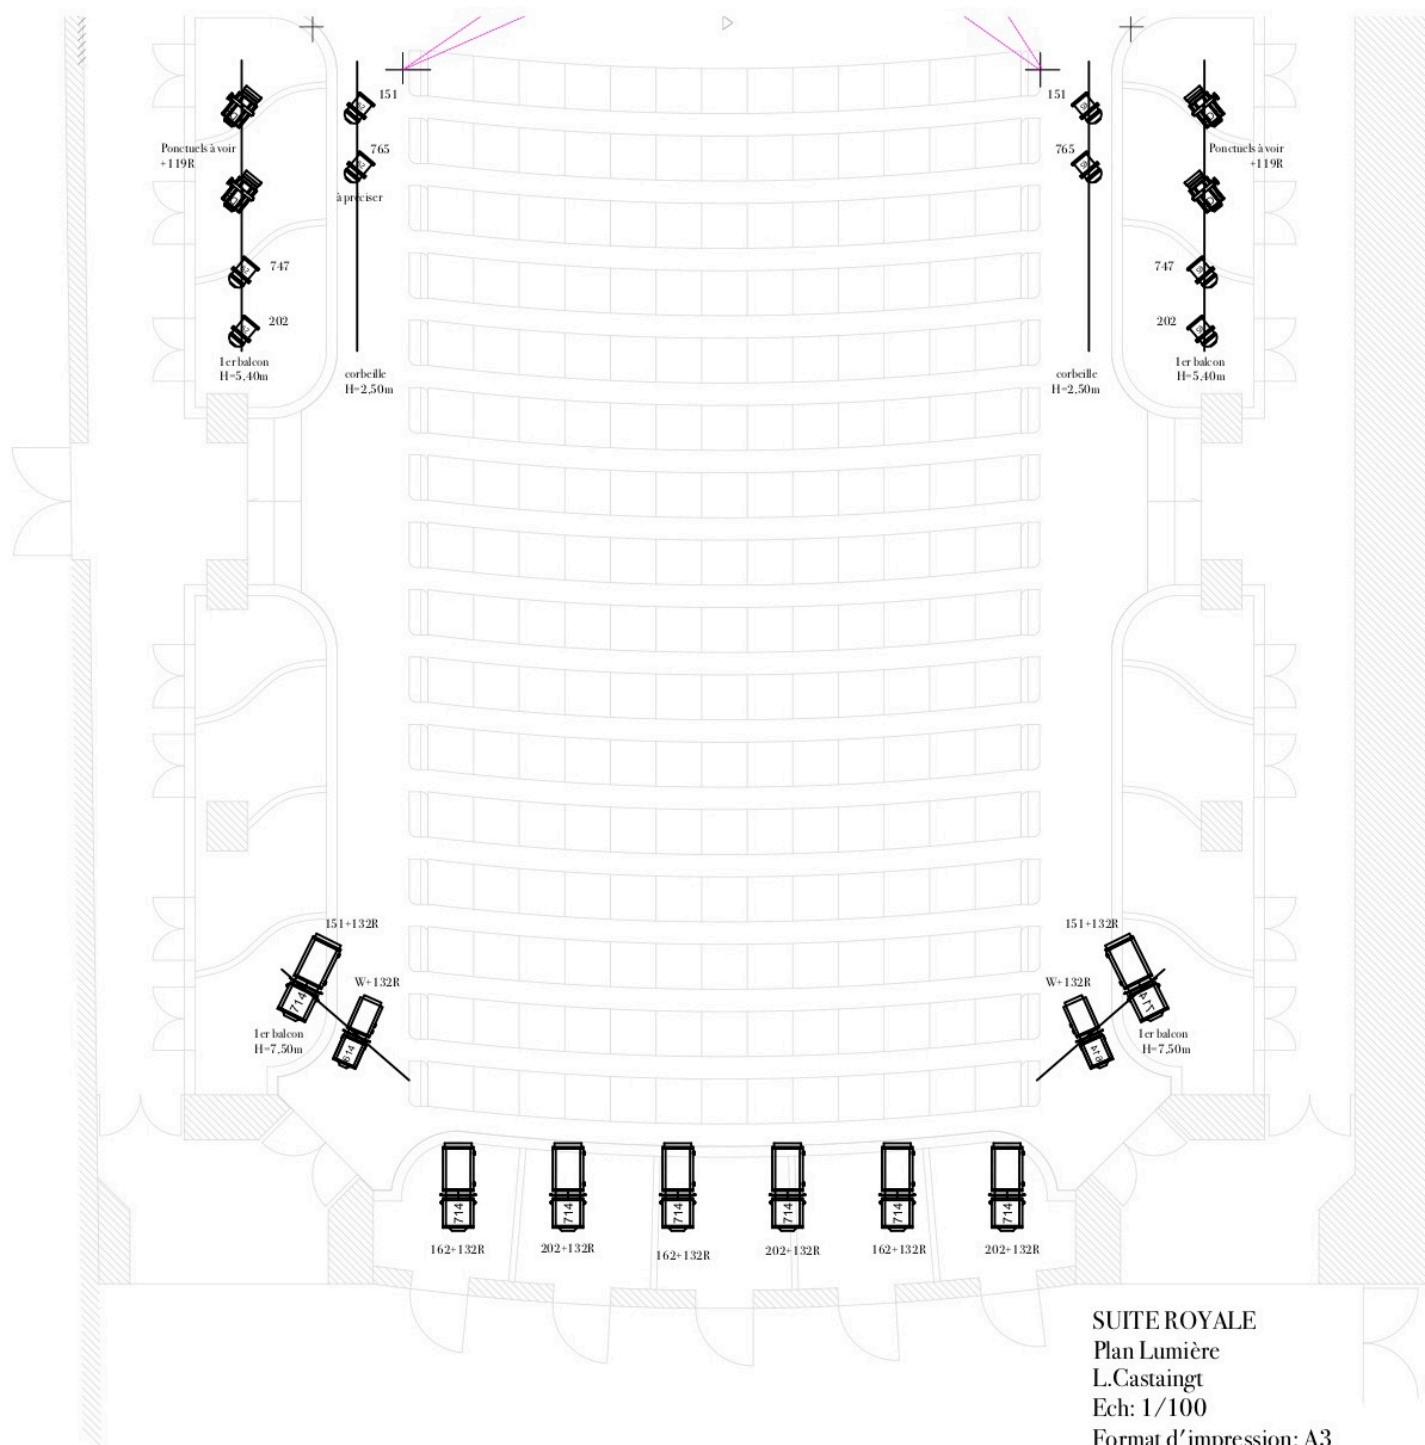 151
151
Ponctuels à voir
+119R
765
765
Ponctuels à voir
+119R
à préciser
747
747
202
202
1er balcon
H=5,40m
corbeille
H=2,50m
corbeille
H=2,50m
1er balcon
H=5,40m
151+132R
151+132R
W+132R
W+132R
714
614
714
614
1er balcon
H=7,50m
1er balcon
H=7,50m
714
714
714
714
714
714
162+132R
202+132R
162+132R
202+132R
162+132R
202+132R
SUITE ROYALE
Plan Lumière
L.Castaingt
Ech: 1/100
Format d'impression: A3